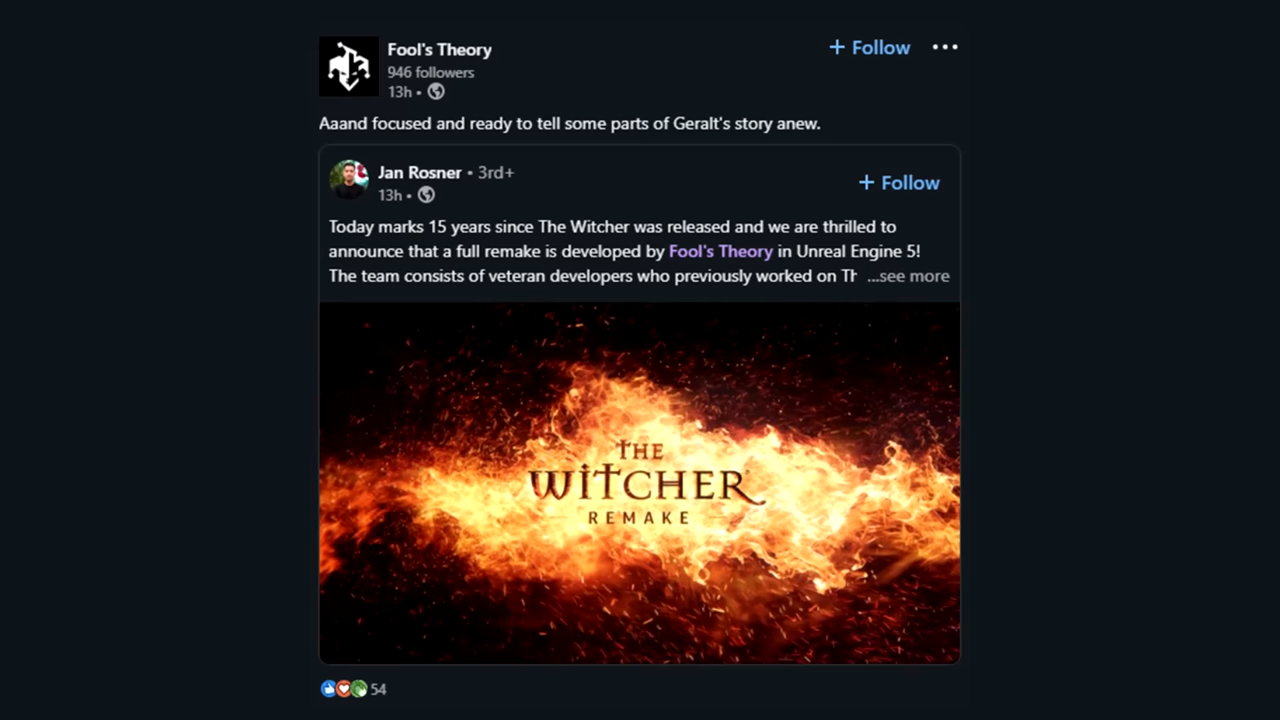 Fool's Theory
+ Follow
946 followers
13h •
Aaand focused and ready to tell some parts of Geralt's story anew.
Jan Rosner • 3rd+
+ Follow
13h •
Today marks 15 years since The Witcher was released and we are thrilled to
announce that a full remake is developed by Fool's Theory in Unreal Engine 5!
The team consists of veteran developers who previously worked on Th ...see more
THE
WITCHER
REMAKE
54